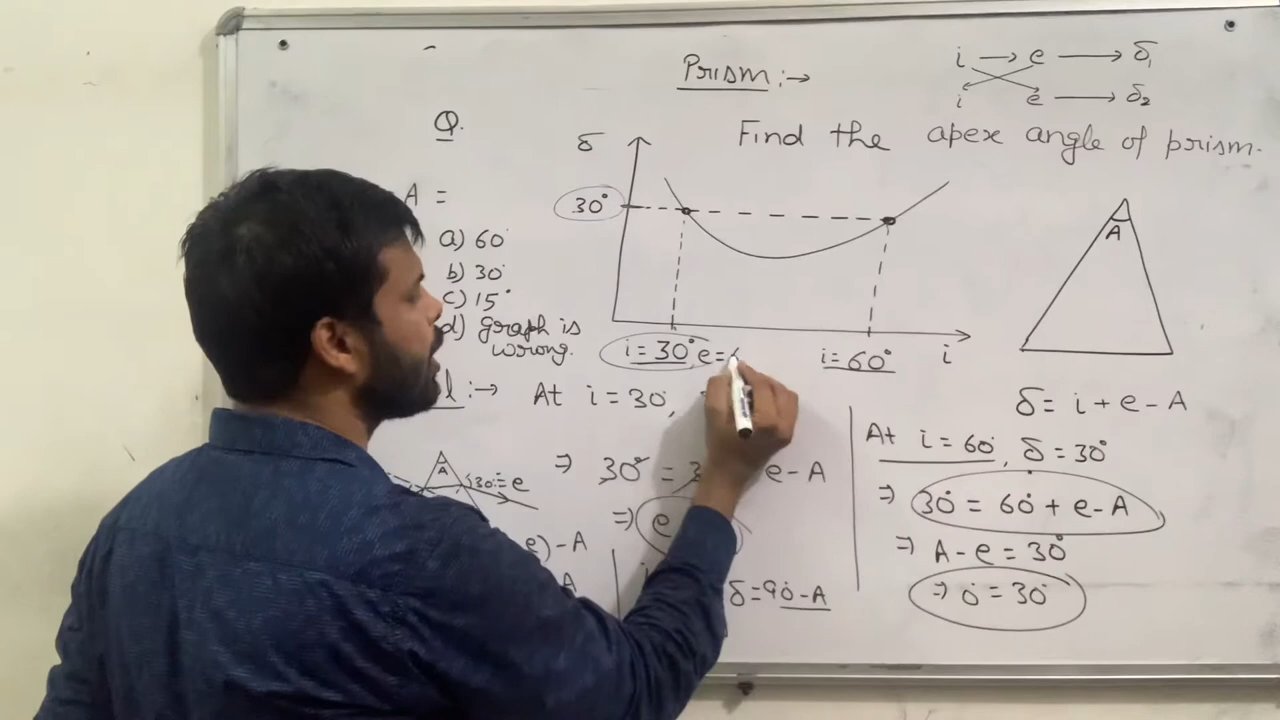 Prism :→
i → e → δ₁
i e → δ₂
Q.
Find the apex angle of prism.
δ
30°
A =
a) 60°
b) 30°
c) 15°
d) graph is
wrong.
A
i = 30° e=
i = 60°
i
δ = i + e - A
l :→ At i = 30°,
A
30° = e
⇒ 30° = e - A
⇒ e
e) - A
A
δ = 90° - A
At i = 60°, δ = 30°
⇒ 30° = 60° + e - A
⇒ A - e = 30°
⇒ 0° = 30°